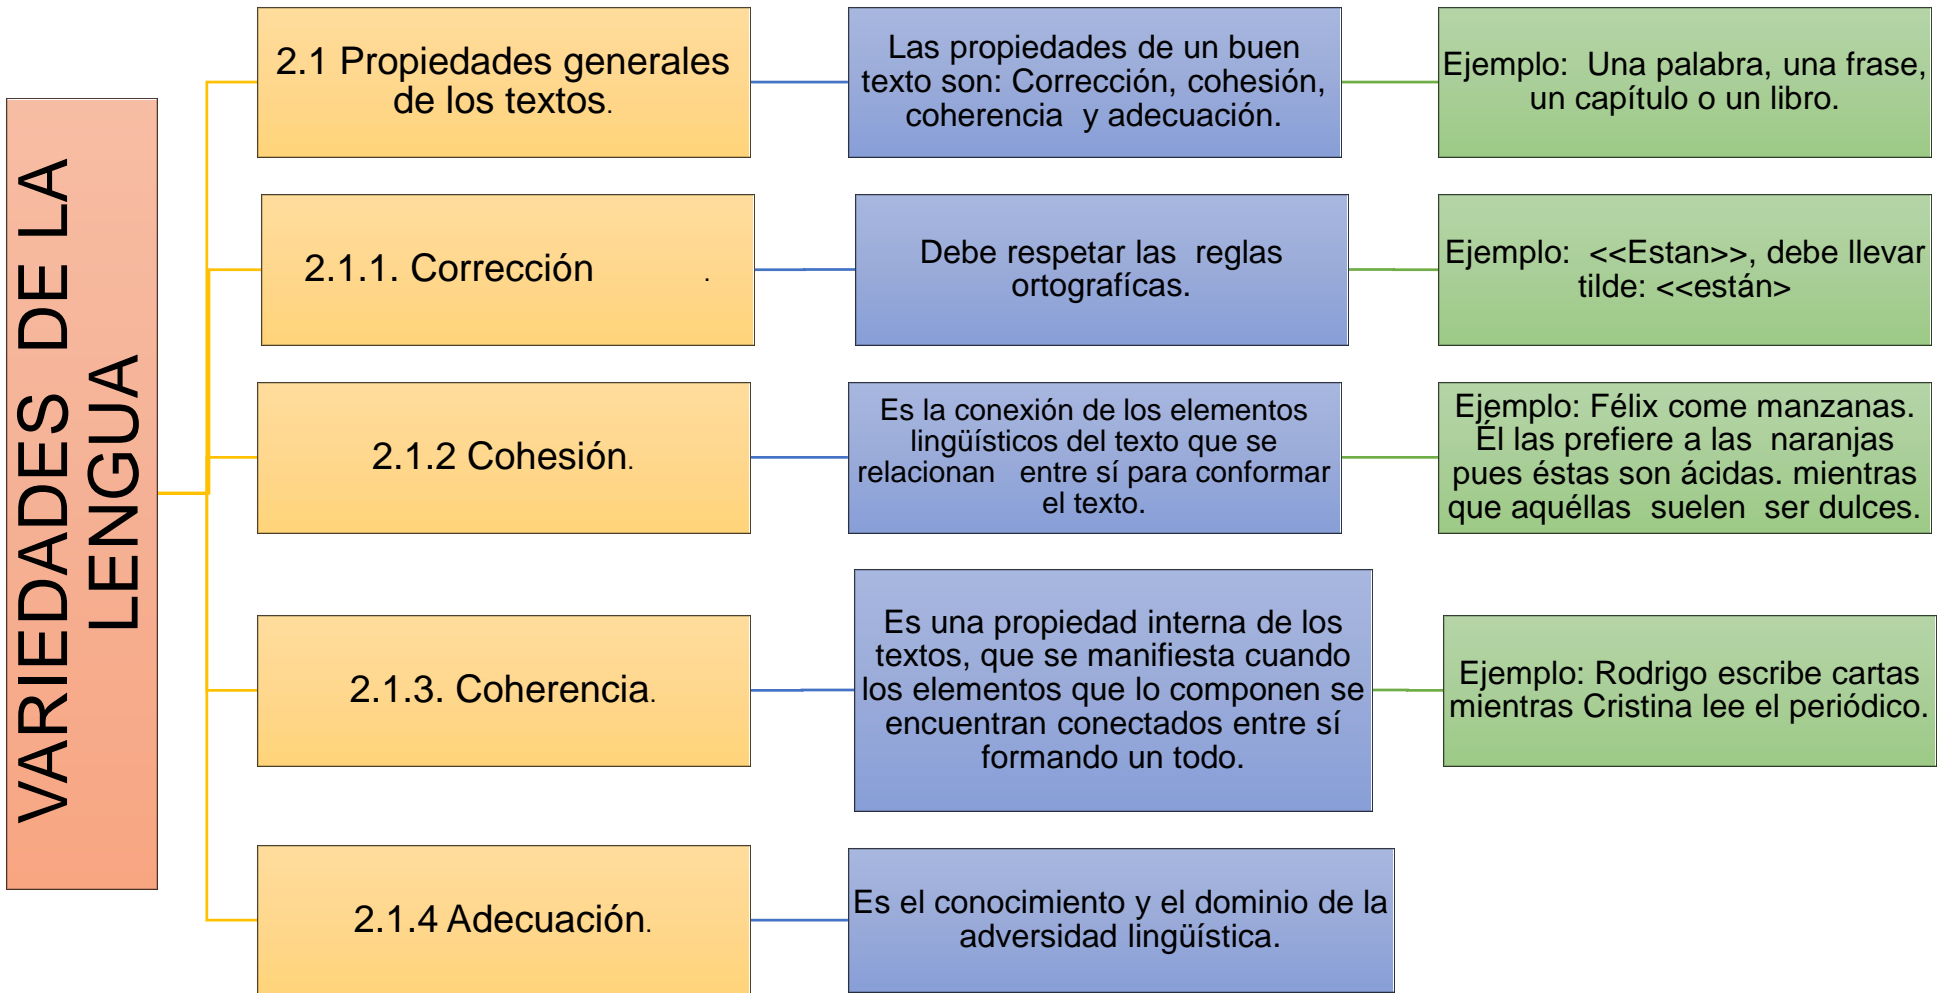 VARIEDADES DE LA
LENGUA
2.1 Propiedades generales
de los textos.
Las propiedades de un buen
texto son: Corrección, cohesión,
coherencia y adecuación.
Ejemplo: Una palabra, una frase,
un capítulo o un libro.
2.1.1. Corrección .
Debe respetar las reglas
ortografícas.
Ejemplo: <<Estan>>, debe llevar
tilde: <<están>
2.1.2 Cohesión.
Es la conexión de los elementos
lingüísticos del texto que se
relacionan entre sí para conformar
el texto.
Ejemplo: Félix come manzanas.
Él las prefiere a las naranjas
pues éstas son ácidas. mientras
que aquéllas suelen ser dulces.
2.1.3. Coherencia.
Es una propiedad interna de los
textos, que se manifiesta cuando
los elementos que lo componen se
encuentran conectados entre sí
formando un todo.
Ejemplo: Rodrigo escribe cartas
mientras Cristina lee el periódico.
2.1.4 Adecuación.
Es el conocimiento y el dominio de la
adversidad lingüística.